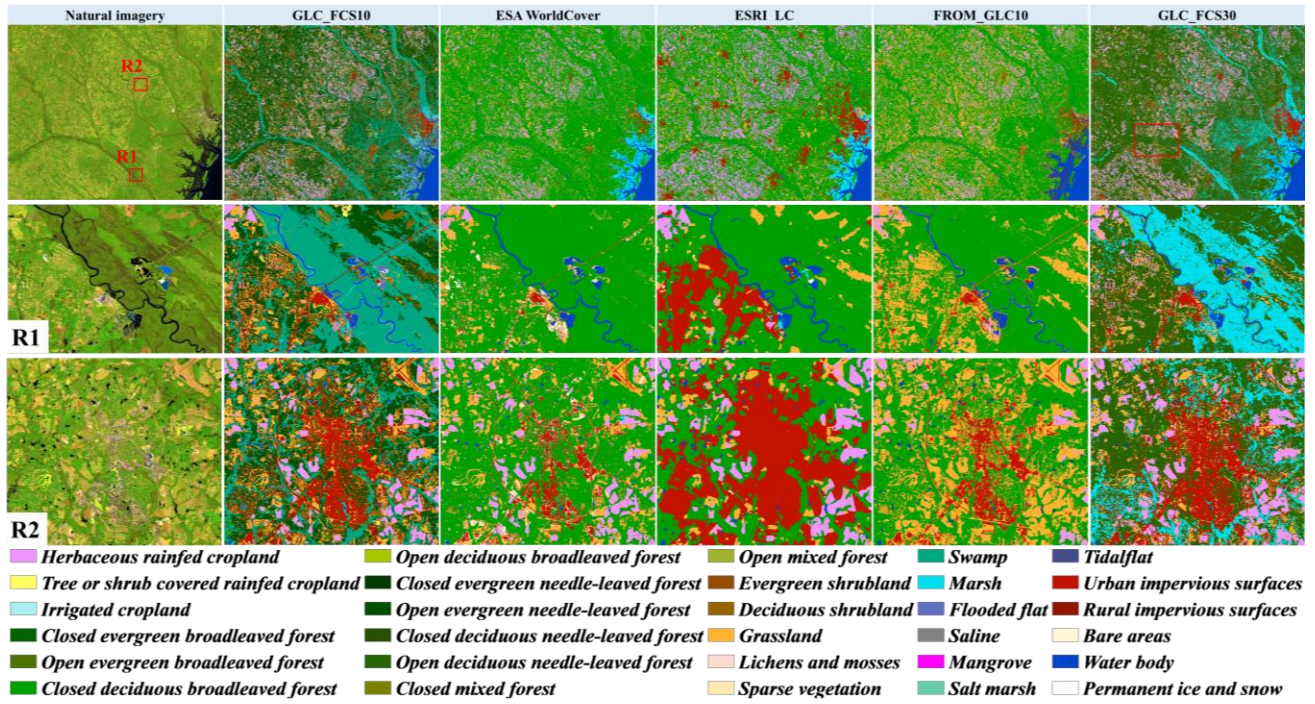 Natural imagery GLC_FCS10 ESA WorldCover ESRI LC FROM_GLC10 GLC_FCS30
R2
R1
R1
R2
Herbaceous rainfed cropland Open deciduous broadleaved forest Open mixed forest Swamp Tidalflat
Tree or shrub covered rainfed cropland Closed evergreen needle-leaved forest Evergreen shrubland Marsh Urban impervious surfaces
Irrigated cropland Open evergreen needle-leaved forest Deciduous shrubland Flooded flat Rural impervious surfaces
Closed evergreen broadleaved forest Closed deciduous needle-leaved forest Grassland Saline Bare areas
Open evergreen broadleaved forest Open deciduous needle-leaved forest Lichens and mosses Mangrove Water body
Closed deciduous broadleaved forest Closed mixed forest Sparse vegetation Salt marsh Permanent ice and snow